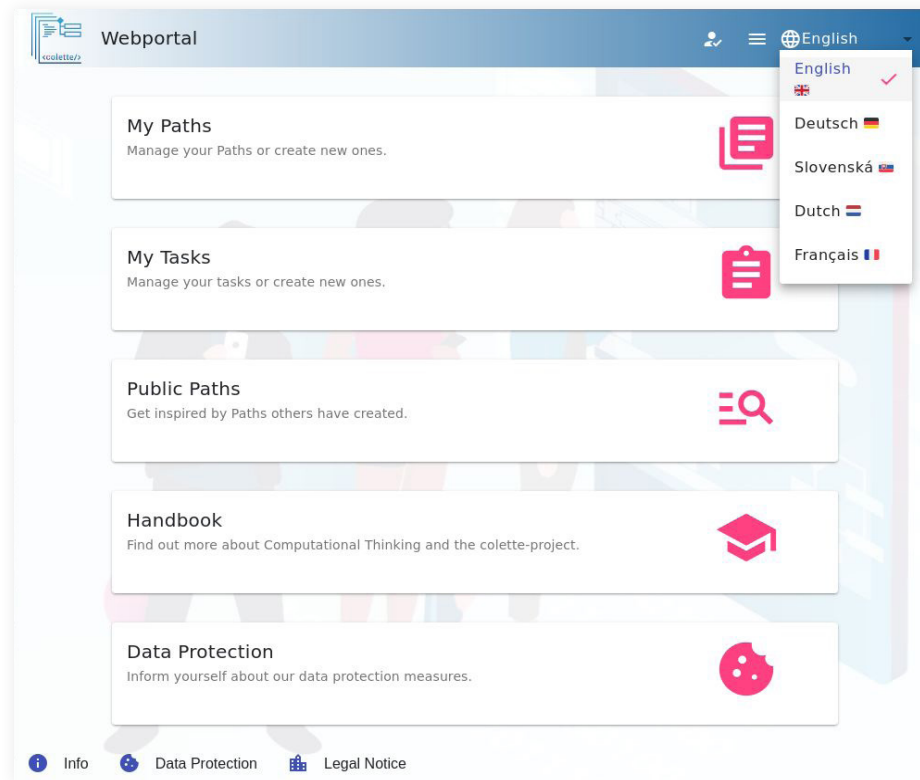 <colette/>
Webportal
English
English
Deutsch
Slovenská
Dutch
Français
My Paths
Manage your Paths or create new ones.
My Tasks
Manage your tasks or create new ones.
Public Paths
Get inspired by Paths others have created.
Handbook
Find out more about Computational Thinking and the colette-project.
Data Protection
Inform yourself about our data protection measures.
Info
Data Protection
Legal Notice